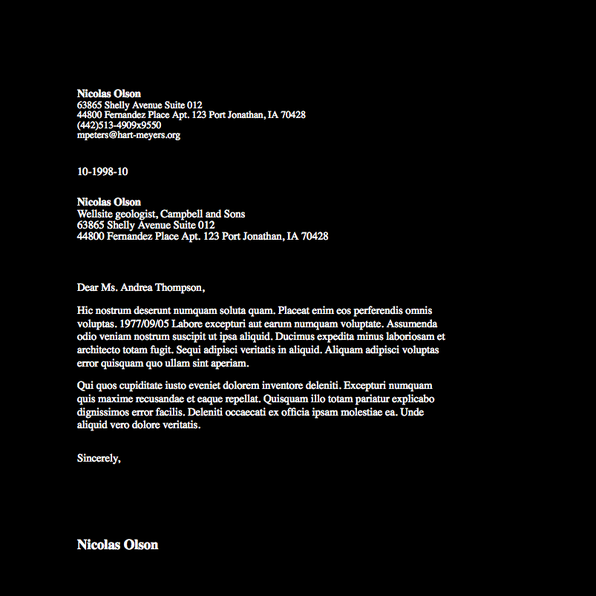 Nicolas Olson
63865 Shelly Avenue Suite 012
44800 Fernandez Place Apt. 123 Port Jonathan, IA 70428
(442)513-4909x9550
mpeters@hart-meyers.org
10-1998-10
Nicolas Olson
Wellsite geologist, Campbell and Sons
63865 Shelly Avenue Suite 012
44800 Fernandez Place Apt. 123 Port Jonathan, IA 70428
Dear Ms. Andrea Thompson,
Hic nostrum deserunt numquam soluta quam. Placeat enim eos perferendis omnis
voluptas. 1977/09/05 Labore excepturi aut earum numquam voluptate. Assumenda
odio veniam nostrum suscipit ut ipsa aliquid. Ducimus expedita minus laboriosam et
architecto totam fugit. Sequi adipisci veritatis in aliquid. Aliquam adipisci voluptas
error quisquam quo ullam sint aperiam.
Qui quos cupiditate iusto eveniet dolorem inventore deleniti. Excepturi numquam
quis maxime recusandae et eaque repellat. Quisquam illo totam pariatur explicabo
dignissimos error facilis. Deleniti occaecati ex officia ipsam molestiae ea. Unde
aliquid vero dolore veritatis.
Sincerely,
Nicolas Olson